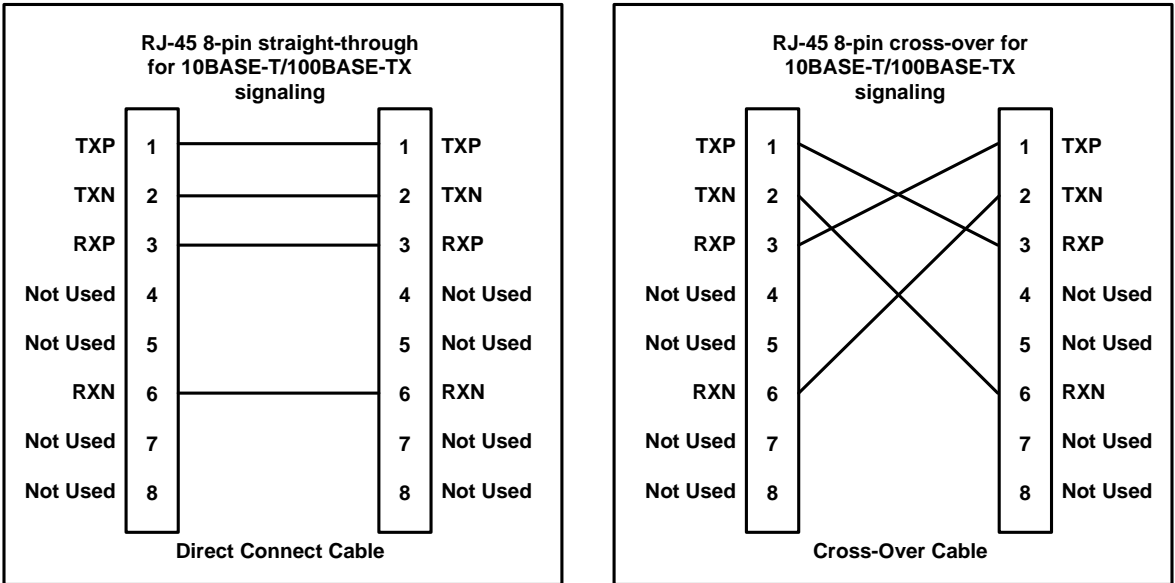 RJ-45 8-pin straight-through
for 10BASE-T/100BASE-TX
signaling
TXP 1 1 TXP
TXN 2 2 TXN
RXP 3 3 RXP
Not Used 4 4 Not Used
Not Used 5 5 Not Used
RXN 6 6 RXN
Not Used 7 7 Not Used
Not Used 8 8 Not Used
Direct Connect Cable
RJ-45 8-pin cross-over for
10BASE-T/100BASE-TX
signaling
TXP 1 1 TXP
TXN 2 2 TXN
RXP 3 3 RXP
Not Used 4 4 Not Used
Not Used 5 5 Not Used
RXN 6 6 RXN
Not Used 7 7 Not Used
Not Used 8 8 Not Used
Cross-Over Cable